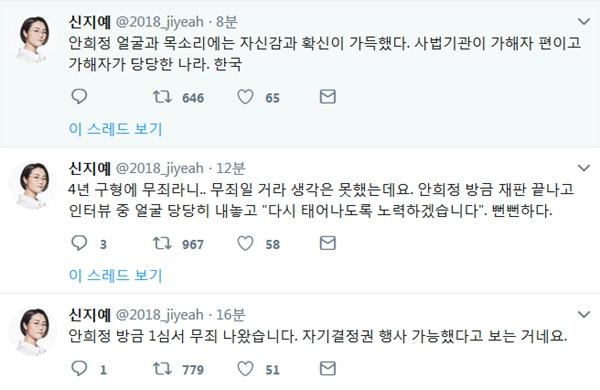 신지예 @2018_jiyeah · 8분
안희정 얼굴과 목소리에는 자신감과 확신이 가득했다. 사법기관이 가해자 편이고
가해자가 당당한 나라. 한국
646 65
이 스레드 보기
신지예 @2018_jiyeah · 12분
4년 구형에 무죄라니.. 무죄일 거라 생각은 못했는데요. 안희정 방금 재판 끝나고
인터뷰 중 얼굴 당당히 내놓고 "다시 태어나도록 노력하겠습니다". 뻔뻔하다.
3 967 58
이 스레드 보기
신지예 @2018_jiyeah · 16분
안희정 방금 1심서 무죄 나왔습니다. 자기결정권 행사 가능했다고 보는 거네요.
1 779 51